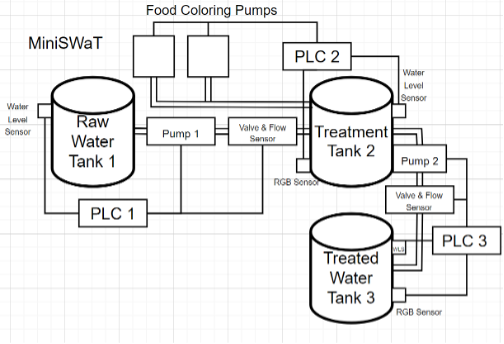 Food Coloring Pumps
MiniSWaT
PLC 2
Water
Level
Sensor
Water
Level
Sensor
Raw
Water
Tank 1
Pump 1
Valve & Flow
Sensor
Treatment
Tank 2
Pump 2
RGB Sensor
Valve & Flow
Sensor
PLC 1
WLS
PLC 3
Treated
Water
Tank 3
RGB Sensor